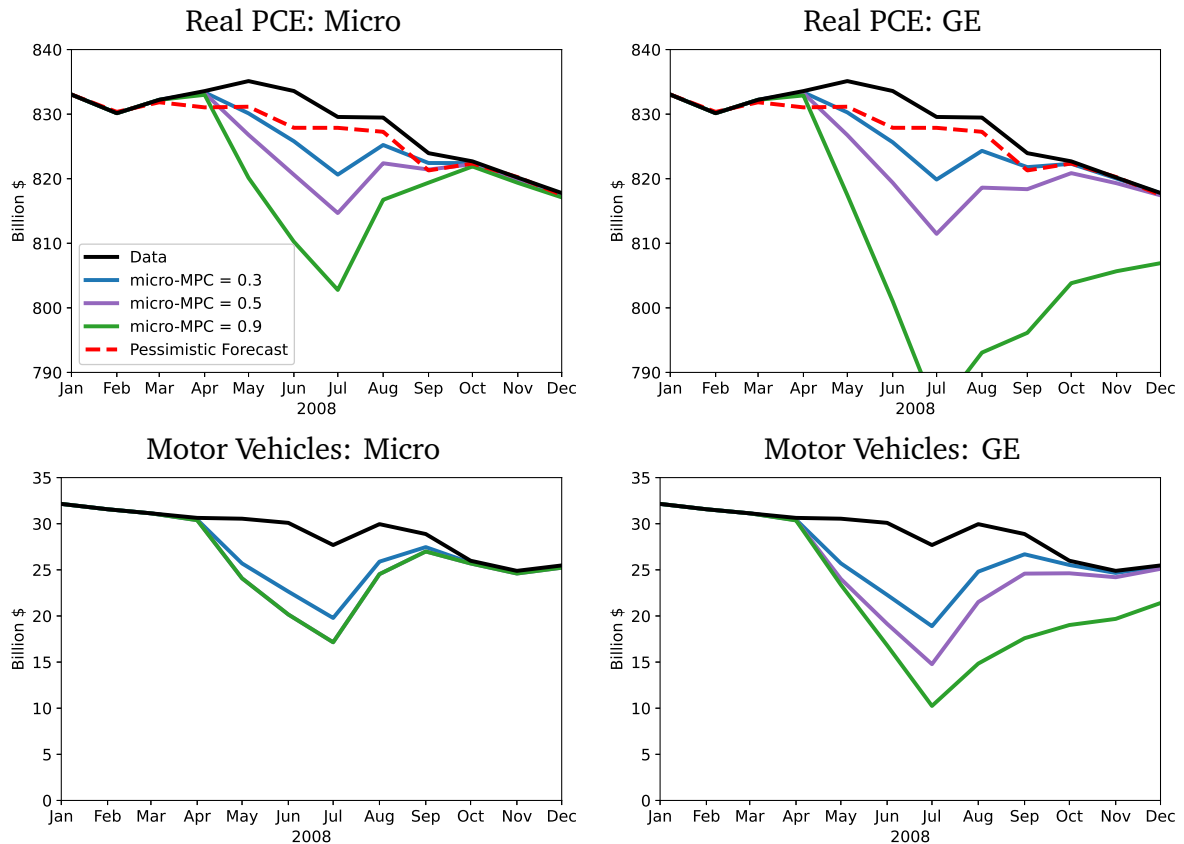 Real PCE: Micro
840
830
820
810
800
790
Billion $
Data
micro-MPC = 0.3
micro-MPC = 0.5
micro-MPC = 0.9
Pessimistic Forecast
Jan Feb Mar Apr May Jun Jul Aug Sep Oct Nov Dec
2008
Real PCE: GE
840
830
820
810
800
790
Billion $
Jan Feb Mar Apr May Jun Jul Aug Sep Oct Nov Dec
2008
Motor Vehicles: Micro
35
30
25
20
15
10
5
0
Billion $
Jan Feb Mar Apr May Jun Jul Aug Sep Oct Nov Dec
2008
Motor Vehicles: GE
35
30
25
20
15
10
5
0
Billion $
Jan Feb Mar Apr May Jun Jul Aug Sep Oct Nov Dec
2008